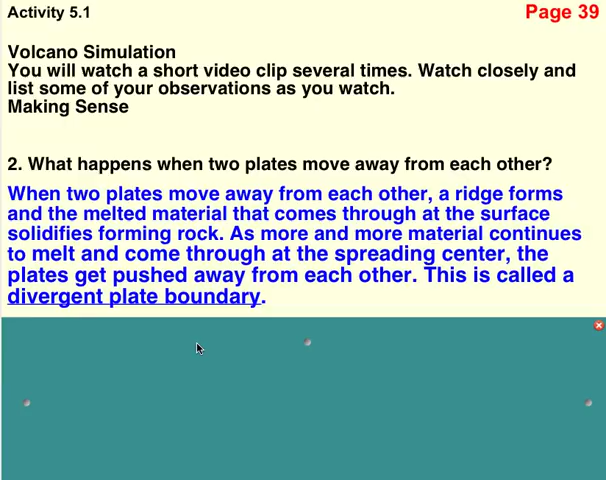 Activity 5.1
Page 39
Volcano Simulation
You will watch a short video clip several times. Watch closely and
list some of your observations as you watch.
Making Sense
2. What happens when two plates move away from each other?
When two plates move away from each other, a ridge forms
and the melted material that comes through at the surface
solidifies forming rock. As more and more material continues
to melt and come through at the spreading center, the
plates get pushed away from each other. This is called a
divergent plate boundary.